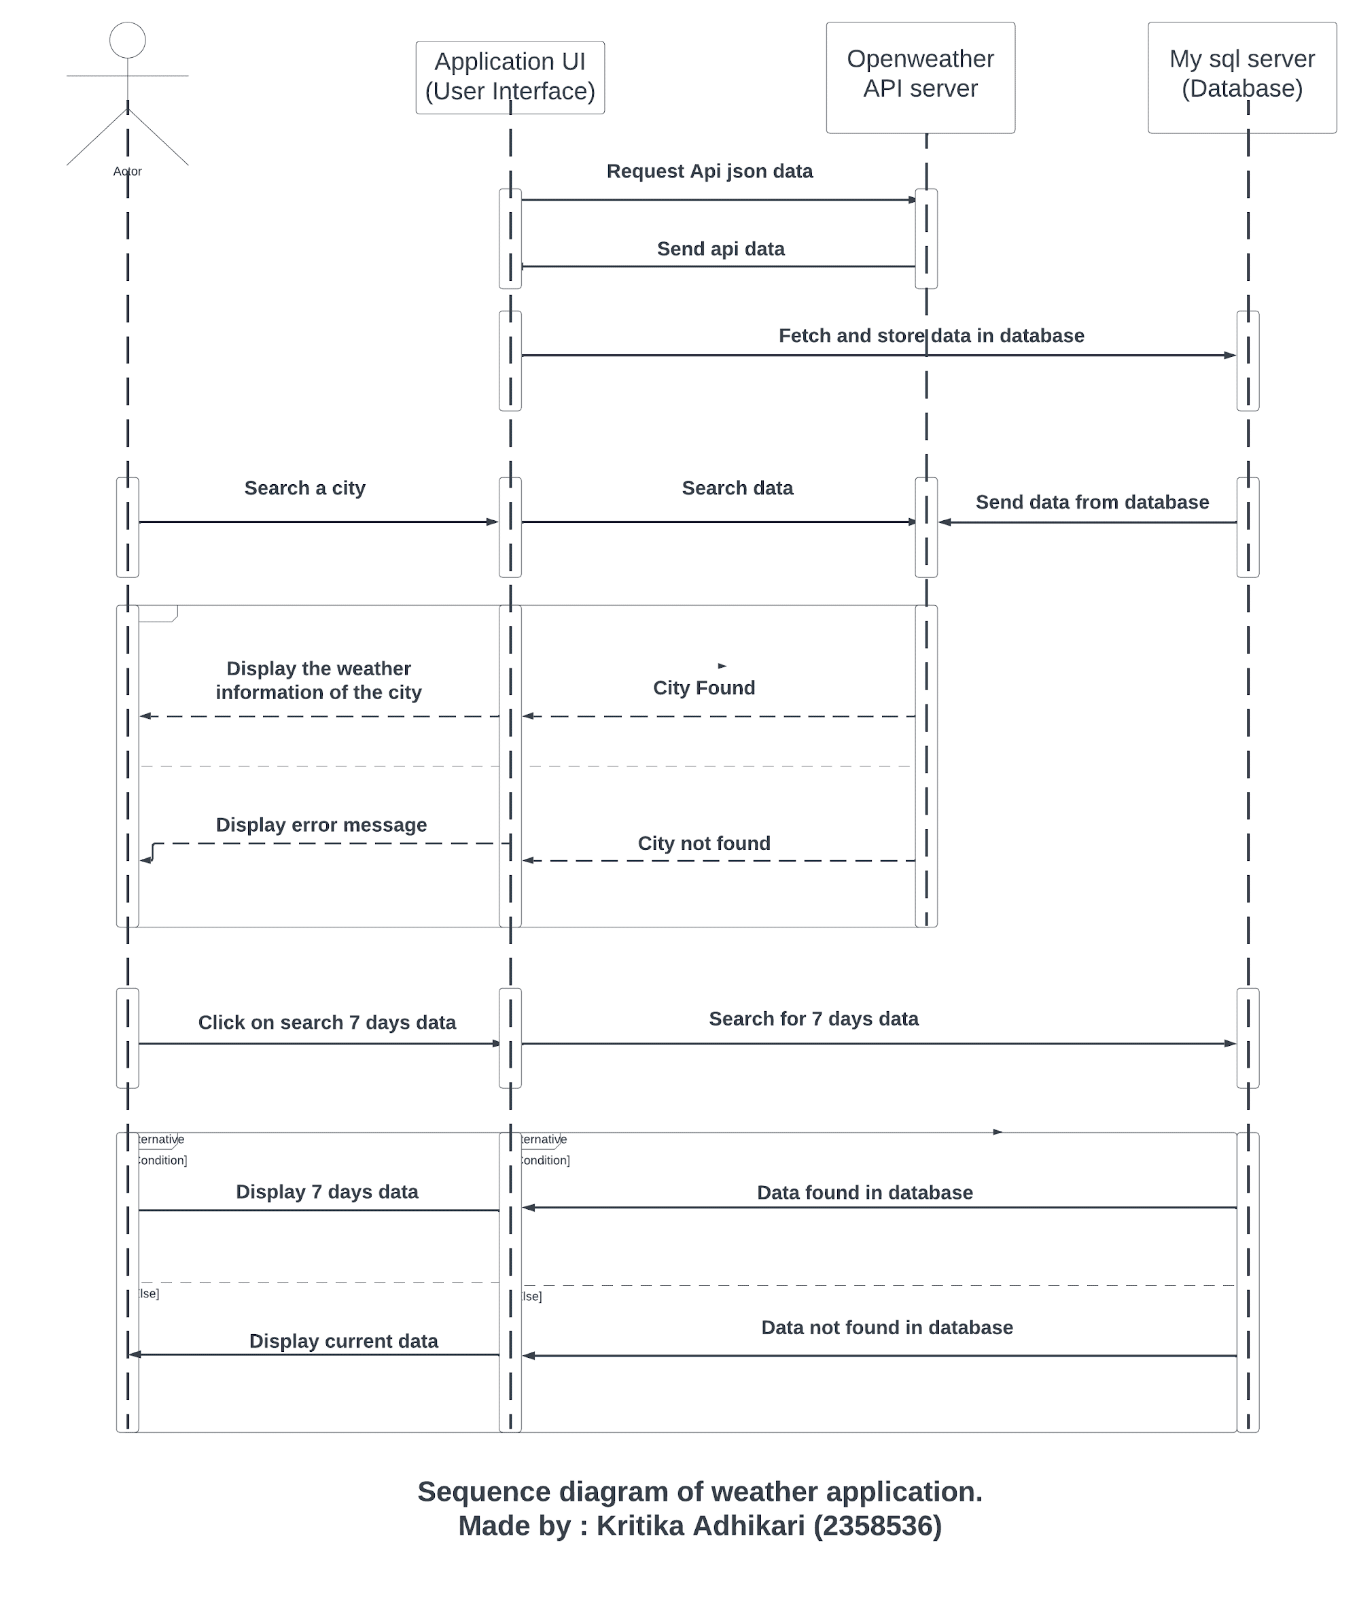 Application UI
(User Interface)
Openweather
API server
My sql server
(Database)
Actor
Request Api json data
Send api data
Fetch and store data in database
Search a city
Search data
Send data from database
Display the weather
information of the city
City Found
Display error message
City not found
Click on search 7 days data
Search for 7 days data
ternative
ternative
Condition]
Condition]
Display 7 days data
Data found in database
lse]
lse]
Display current data
Data not found in database
Sequence diagram of weather application.
Made by : Kritika Adhikari (2358536)